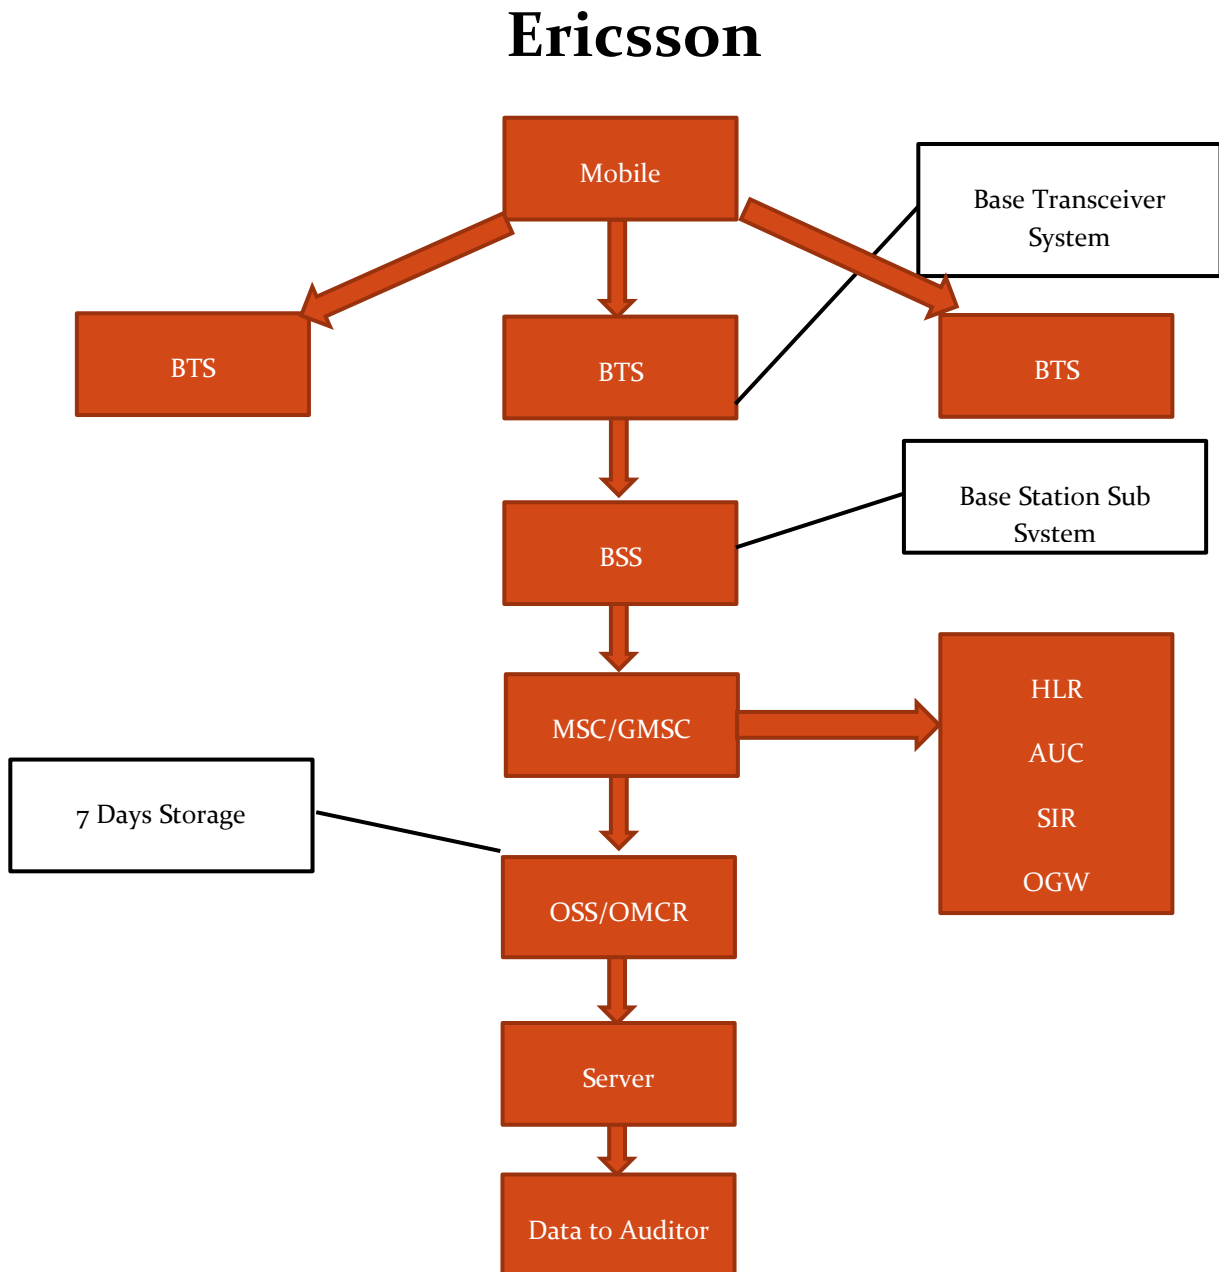 Ericsson
Mobile
Base Transceiver
System
BTS
BTS
BTS
Base Station Sub
System
BSS
HLR
MSC/GMSC
AUC
7 Days Storage
SIR
OGW
OSS/OMCR
Server
Data to Auditor